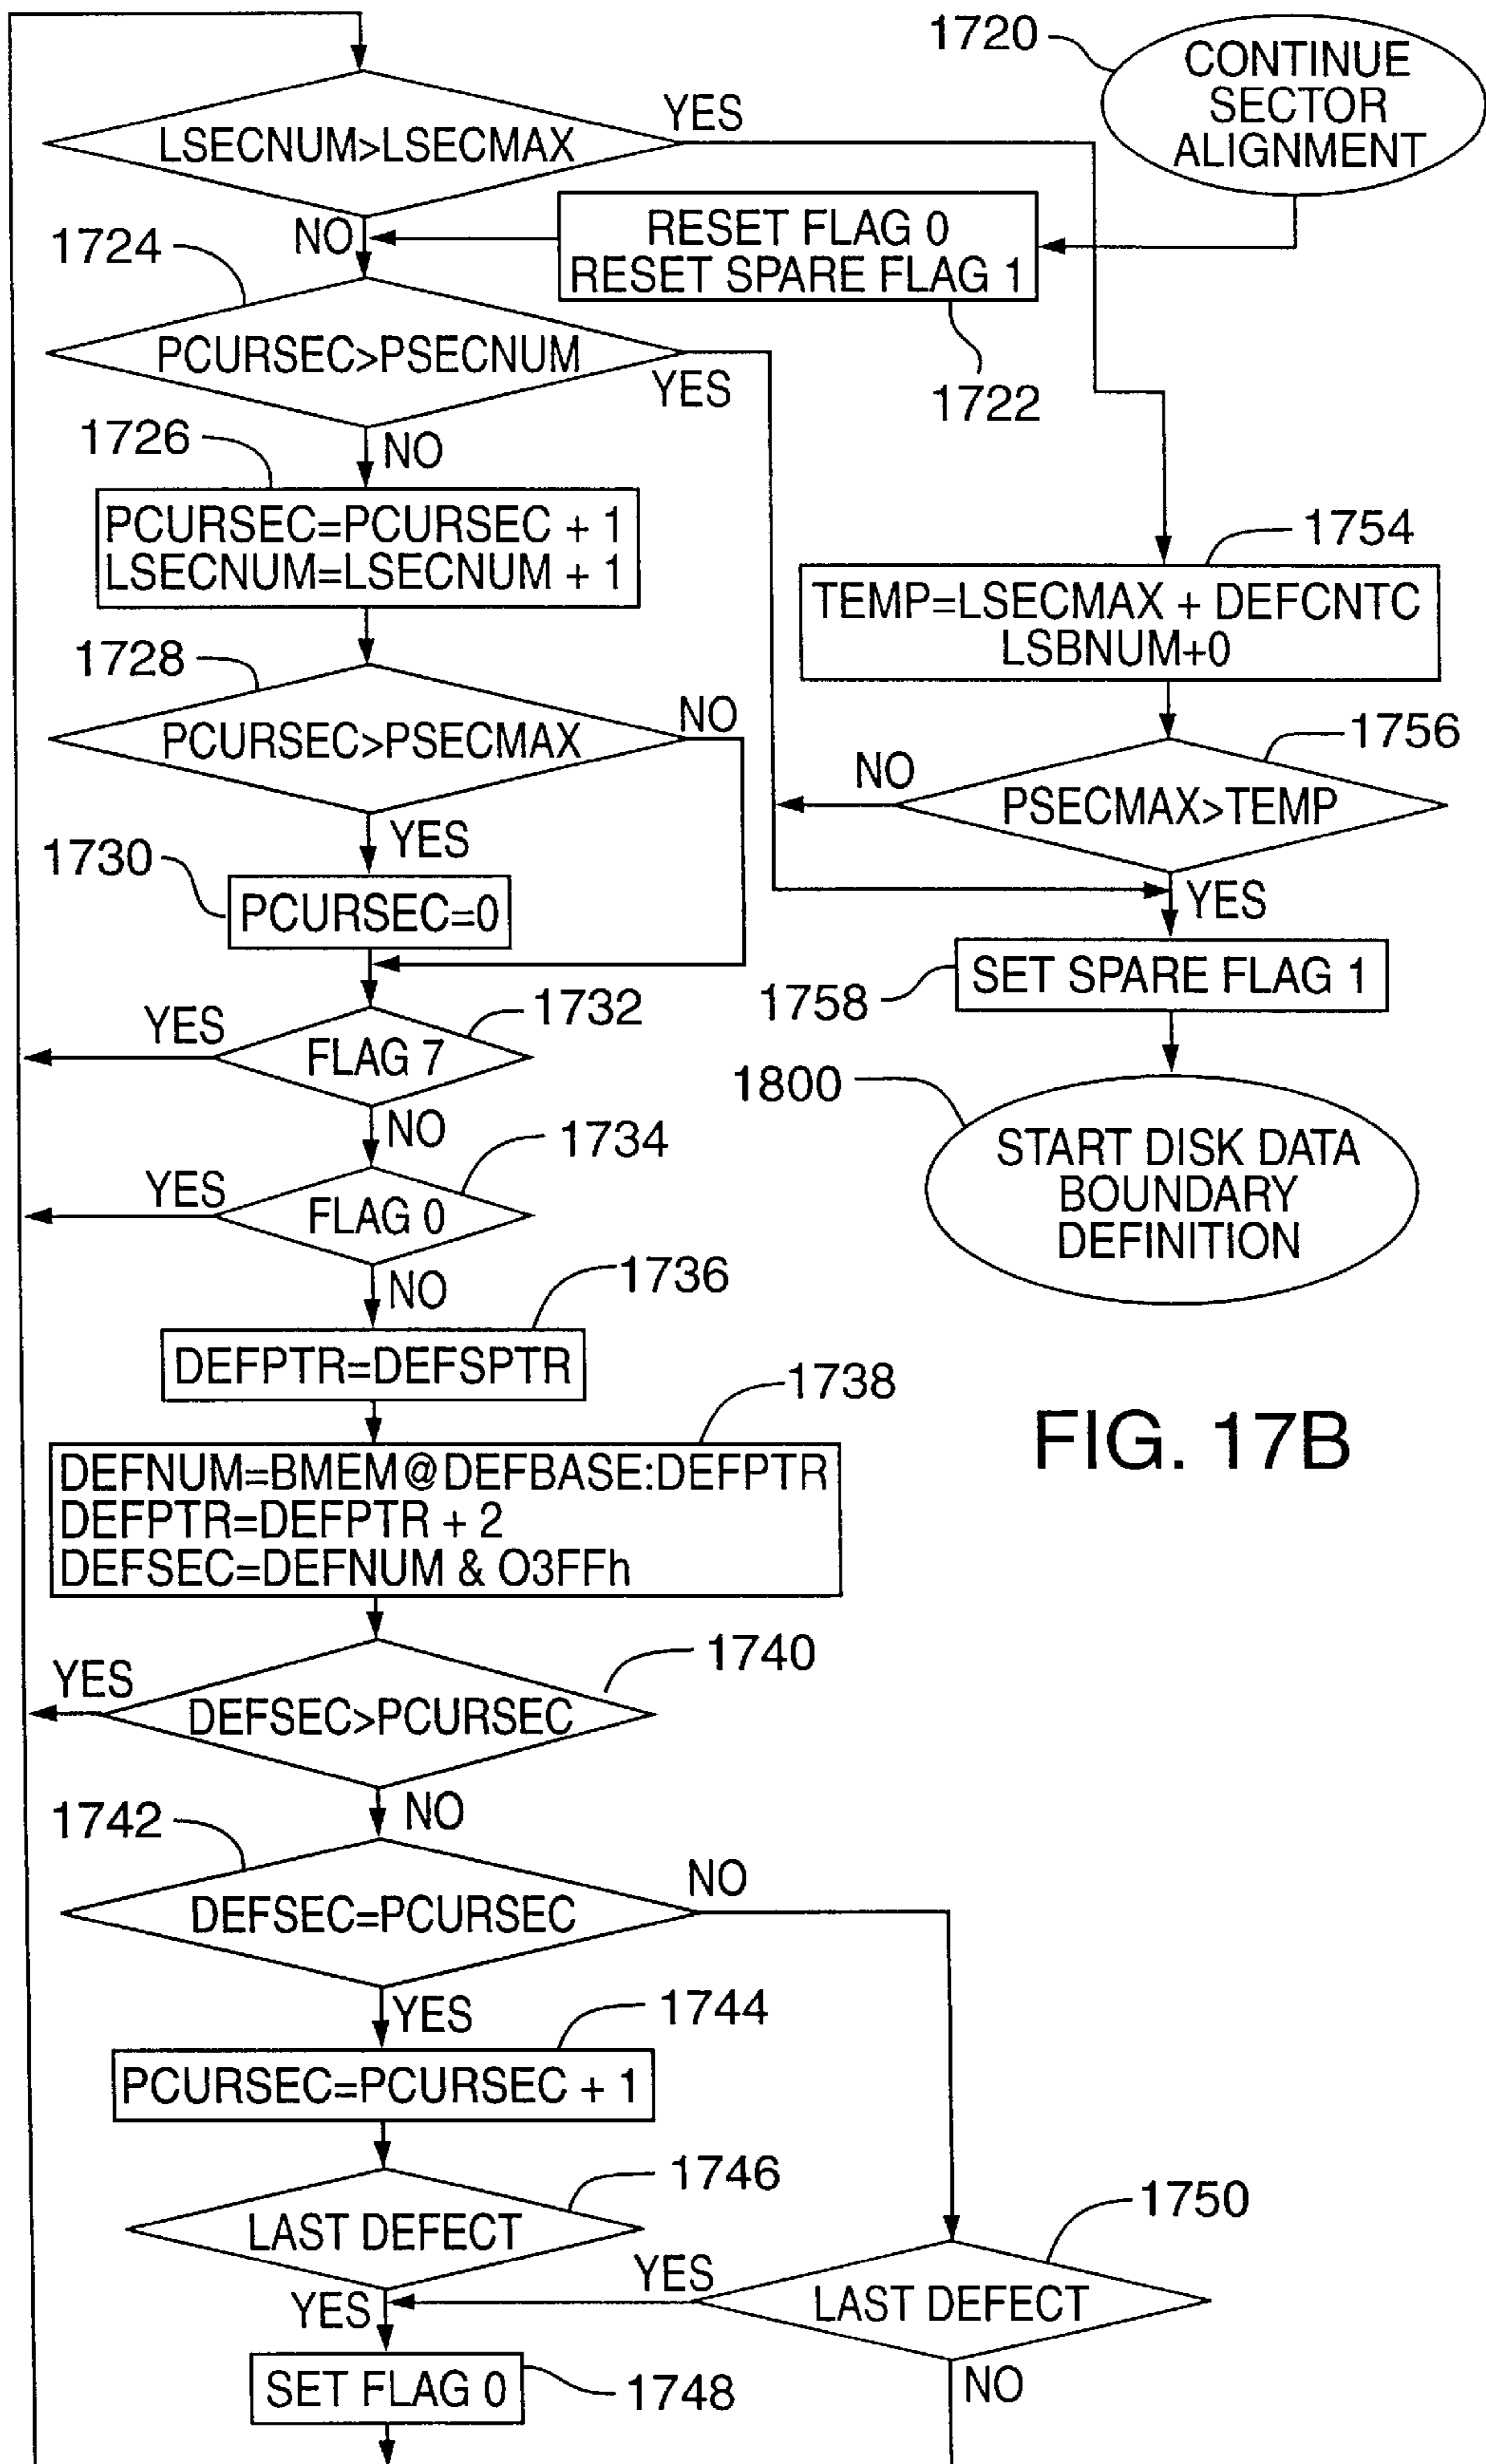 1720
CONTINUE
SECTOR
ALIGNMENT
LSECNUM>LSECMAX
YES
NO
RESET FLAG 0
RESET SPARE FLAG 1
1722
1724
PCURSEC>PSECNUM
YES
NO
1726
PCURSEC=PCURSEC + 1
LSECNUM=LSECNUM + 1
1754
TEMP=LSECMAX + DEFCNTC
LSBNUM+0
1728
PCURSEC>PSECMAX
NO
YES
1756
PSECMAX>TEMP
NO
YES
1730
PCURSEC=0
1758
SET SPARE FLAG 1
1732
FLAG 7
YES
NO
1800
START DISK DATA
BOUNDARY
DEFINITION
1734
FLAG 0
YES
NO
1736
DEFPTR=DEFSPTR
1738
DEFNUM=BMEM@DEFBASE:DEFPTR
DEFPTR=DEFPTR + 2
DEFSEC=DEFNUM & O3FFh
FIG. 17B
1740
YES
DEFSEC>PCURSEC
NO
1742
DEFSEC=PCURSEC
NO
YES
1744
PCURSEC=PCURSEC + 1
1746
LAST DEFECT
YES
1750
LAST DEFECT
YES
NO
SET FLAG 0
1748